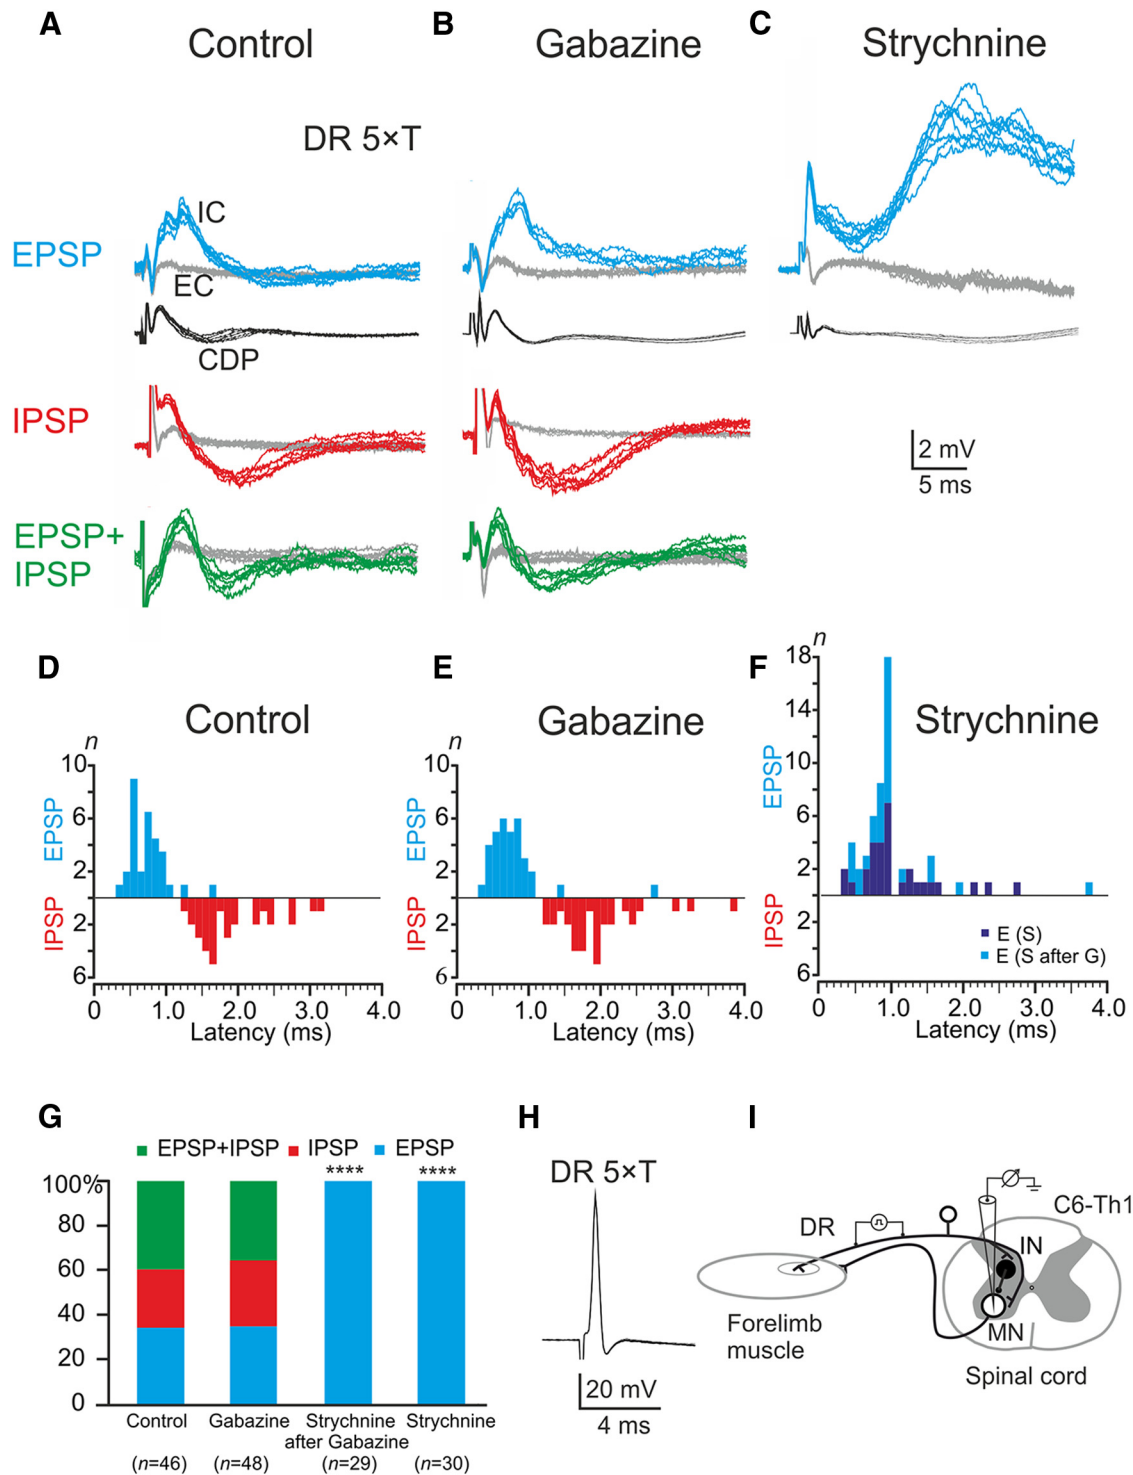 A
B
C
Control
Gabazine
Strychnine
DR 5×T
EPSP
IC
EC
CDP
IPSP
2 mV
5 ms
EPSP+
IPSP
D
E
F
Control
Gabazine
Strychnine
n
10
6
2
2
6
EPSP
IPSP
0
1.0
2.0
3.0
4.0
Latency (ms)
n
10
6
2
2
6
EPSP
IPSP
0
1.0
2.0
3.0
4.0
Latency (ms)
n
18
14
10
6
2
2
6
EPSP
IPSP
E (S)
E (S after G)
0
1.0
2.0
3.0
4.0
Latency (ms)
G
EPSP+IPSP IPSP EPSP
**** ****
100%
80
60
40
20
0
Control Gabazine Strychnine Strychnine
after Gabazine
(n=46) (n=48) (n=29) (n=30)
H
DR 5×T
20 mV
4 ms
I
C6-Th1
DR
IN
MN
Forelimb
muscle
Spinal cord